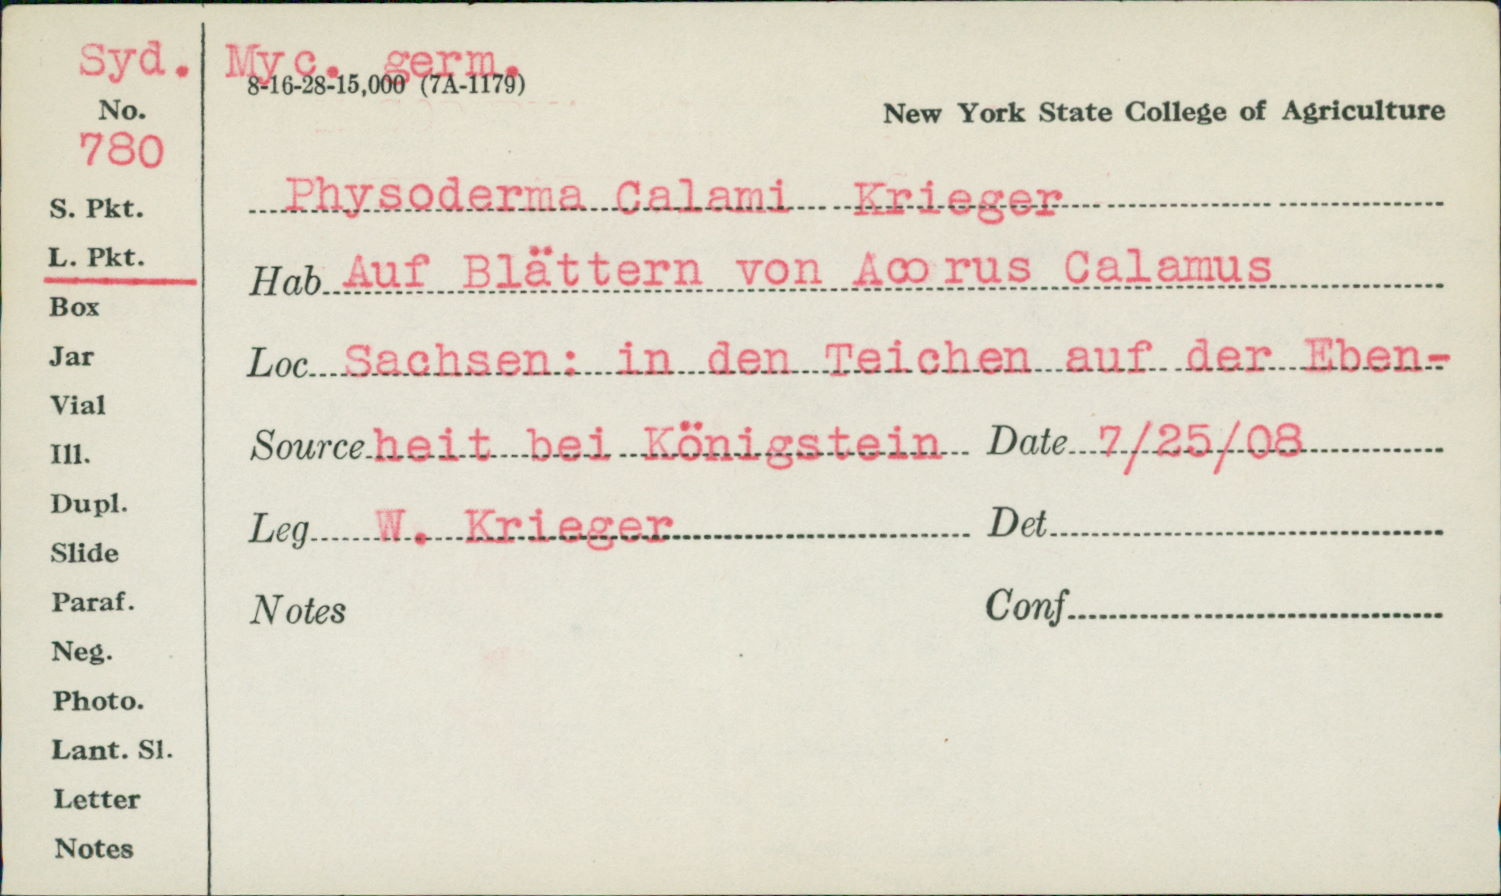 Syd. Myc. germ.
8-16-28-15,000 (7A-1179)
No.
New York State College of Agriculture
780
Physoderma Calami Krieger
S. Pkt.
L. Pkt.
Hab Auf Blättern von Acorus Calamus
Box
Jar
Loc Sachsen: in den Teichen auf der Eben-
Vial
Source heit bei Königstein Date 7/25/08
Ill.
Dupl.
Leg W. Krieger Det
Slide
Paraf.
Notes Conf
Neg.
Photo.
Lant. Sl.
Letter
Notes